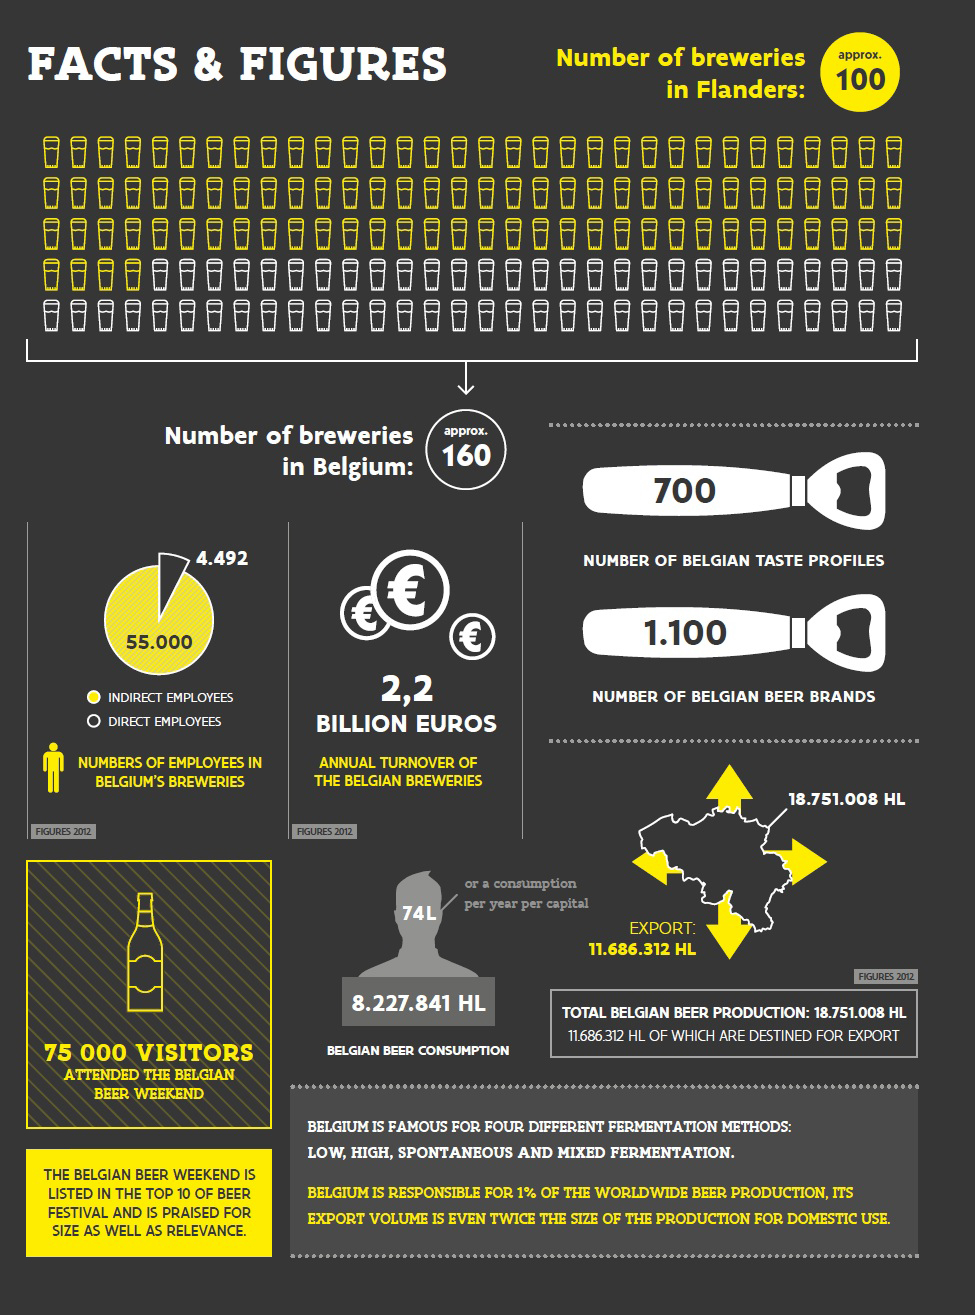 FACTS & FIGURES
Number of breweries
in Flanders:
approx.
100
Number of breweries
in Belgium:
approx.
160
700
NUMBER OF BELGIAN TASTE PROFILES
1.100
NUMBER OF BELGIAN BEER BRANDS
4.492
55.000
INDIRECT EMPLOYEES
DIRECT EMPLOYEES
NUMBERS OF EMPLOYEES IN
BELGIUM'S BREWERIES
FIGURES 2012
€
€
€
2,2
BILLION EUROS
ANNUAL TURNOVER OF
THE BELGIAN BREWERIES
FIGURES 2012
18.751.008 HL
EXPORT:
11.686.312 HL
FIGURES 2012
TOTAL BELGIAN BEER PRODUCTION: 18.751.008 HL
11.686.312 HL OF WHICH ARE DESTINED FOR EXPORT
75 000 VISITORS
ATTENDED THE BELGIAN
BEER WEEKEND
or a consumption
per year per capital
74L
8.227.841 HL
BELGIAN BEER CONSUMPTION
THE BELGIAN BEER WEEKEND IS
LISTED IN THE TOP 10 OF BEER
FESTIVAL AND IS PRAISED FOR
SIZE AS WELL AS RELEVANCE.
BELGIUM IS FAMOUS FOR FOUR DIFFERENT FERMENTATION METHODS:
LOW, HIGH, SPONTANEOUS AND MIXED FERMENTATION.
BELGIUM IS RESPONSIBLE FOR 1% OF THE WORLDWIDE BEER PRODUCTION, ITS
EXPORT VOLUME IS EVEN TWICE THE SIZE OF THE PRODUCTION FOR DOMESTIC USE.